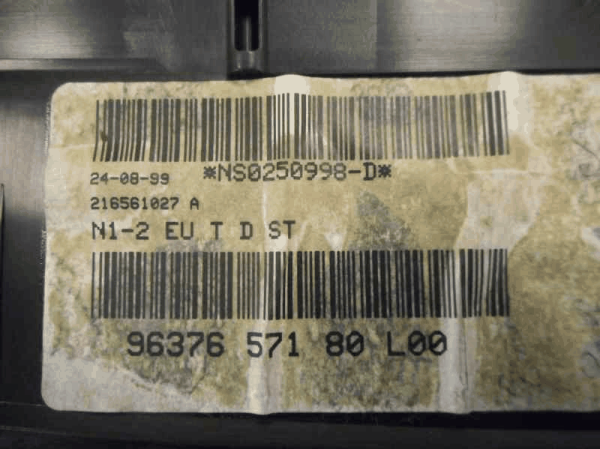 24-08-99 *NS0250998-D*
216561027 A
N1-2 EU T D ST
96376 571 80 L00